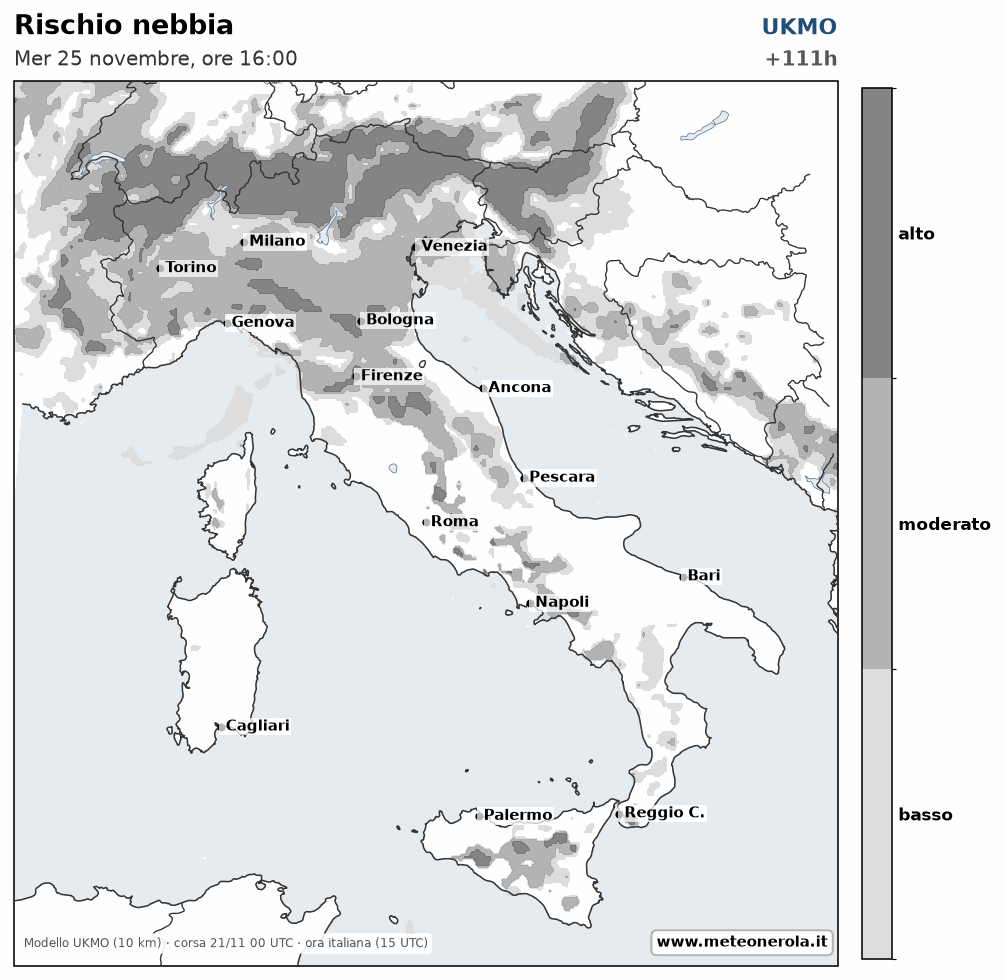 Rischio nebbia
UKMO
Mer 25 novembre, ore 16:00
+111h
alto
moderato
basso
Milano
Venezia
Torino
Genova
Bologna
Firenze
Ancona
Pescara
Roma
Bari
Napoli
Cagliari
Palermo
Reggio C.
Modello UKMO (10 km) · corsa 21/11 00 UTC · ora italiana (15 UTC)
www.meteonerola.it